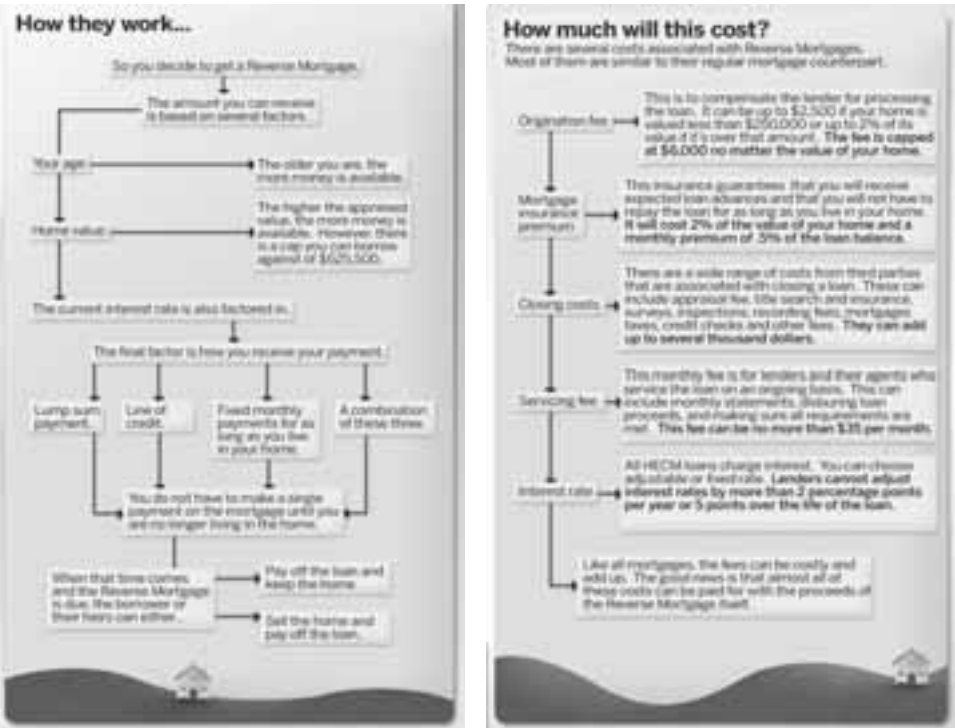 How they work...
So you decide to get a Reverse Mortgage.
The amount you can receive
is based on several factors.
Your age
The older you are, the
more money is available.
Home value
The higher the appraised
value, the more money is
available. However, there
is a cap you can borrow
against of $625,500.
The current interest rate is also factored in.
The final factor is how you receive your payment.
Lump sum
payment.
Line of
credit.
Fixed monthly
payments for as
long as you live
in your home.
A combination
of these three.
You do not have to make a single
payment on the mortgage until you
are no longer living in the home.
When that time comes
and the Reverse Mortgage
is due, the borrower or
their heirs can either...
Pay off the loan and
keep the home.
Sell the home and
pay off the loan.
How much will this cost?
There are several costs associated with Reverse Mortgages.
Most of them are similar to their regular mortgage counterpart.
Origination fee
This is to compensate the lender for processing
the loan. It can be up to $2,500 if your home is
valued less than $250,000 or up to 2% of its
value if it's over that amount. The fee is capped
at $6,000 no matter the value of your home.
Mortgage
insurance
premium
This insurance guarantees that you will receive
expected loan advances and that you will not have to
repay the loan for as long as you live in your home.
It will cost 2% of the value of your home and a
monthly premium of .5% of the loan balance.
Closing costs
There are a wide range of costs from third parties
that are associated with closing a loan. These can
include appraisal fee, title search and insurance,
surveys, inspections, recording fees, mortgages
taxes, credit checks and other fees. They can add
up to several thousand dollars.
Servicing fee
This monthly fee is for lenders and their agents who
service the loan on an ongoing basis. This can
include monthly statements, disbursing loan
proceeds, and making sure all requirements are
met. This fee can be no more than $35 per month.
Interest rate
All HECM loans charge interest. You can choose
adjustable or fixed rate. Lenders cannot adjust
interest rates by more than 2 percentage points
per year or 5 points over the life of the loan.
Like all mortgages, the fees can be costly and
add up. The good news is that almost all of
these costs can be paid for with the proceeds of
the Reverse Mortgage itself.